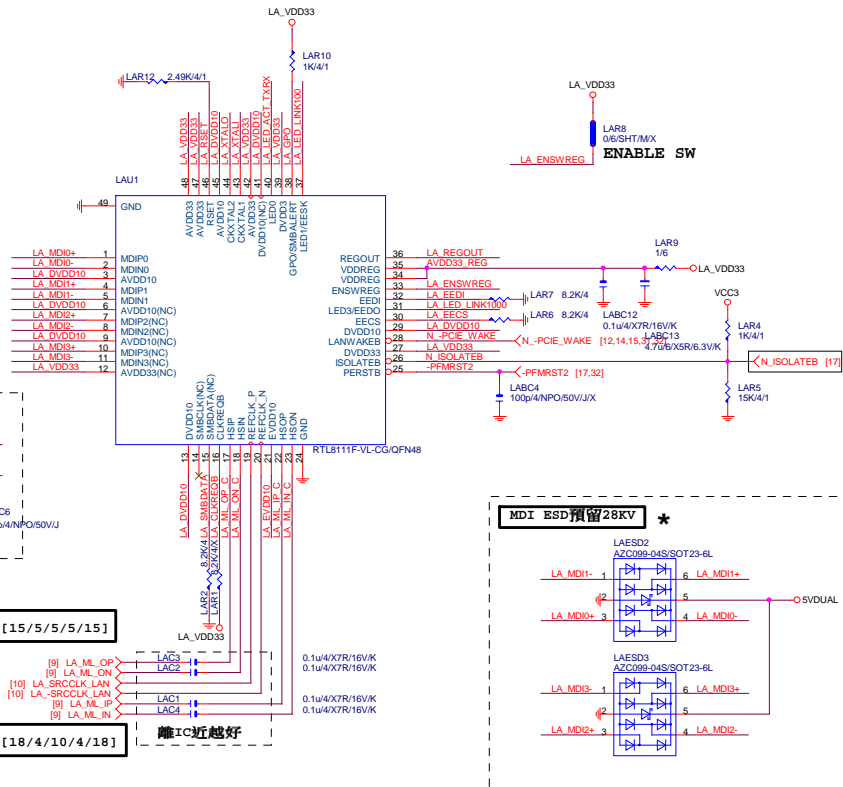 LA_VDD33
LAR10
1K/4/1
LAR12 2.49K/4/1
LA_VDD33
LA_VDD33
LA_RSET
LA_DVDD10
LA_XTALO
LA_XTALI
LA_VDD33
LA_DVDD10
LA_LED_ACT_TXRX
LA_VDD33
LA_GPO
LA_LED_LINK100
48 47 46 45 44 43 42 41 40 39 38 37
LA_VDD33
LAR8
0/6/SHT/M/X
ENABLE SW
LA_ENSWREG
LAU1
49 GND
AVDD33
AVDD33
RSET
AVDD10
CKXTAL2
CKXTAL1
AVDD33
DVDD10(NC)
LED0
DVDD3
GPO/SMBALERT
LED1/EESK
LA_MDI0+ 1 MDIP0
LA_MDI0- 2 MDIN0
LA_DVDD10 3 AVDD10
LA_MDI1+ 4 MDIP1
LA_MDI1- 5 MDIN1
LA_DVDD10 6 AVDD10(NC)
LA_MDI2+ 7 MDIP2(NC)
LA_MDI2- 8 MDIN2(NC)
LA_DVDD10 9 AVDD10(NC)
LA_MDI3+ 10 MDIP3(NC)
LA_MDI3- 11 MDIN3(NC)
LA_VDD33 12 AVDD33(NC)
REGOUT 36 LA_REGOUT
VDDREG 35 AVDD33_REG
VDDREG 34
ENSWREG 33 LA_ENSWREG
EEDI 32 LA_EEDI
LED3/EEDO 31 LA_LED_LINK1000
EECS 30 LA_EECS
DVDD10 29 LA_DVDD10
LANWAKEB 28 N_-PCIE_WAKE
DVDD33 27 LA_VDD33
ISOLATEB 26 N_ISOLATEB
PERSTB 25 -PFMRST2
LAR9
1/6
LA_VDD33
LAR7 8.2K/4
LAR6 8.2K/4
LABC12
0.1u/4/X7R/16V/K
LABC13
4.7u/6/X5R/6.3V/K
VCC3
LAR4
1K/4/1
N_-PCIE_WAKE [12,14,15,31,32]
N_ISOLATEB [17]
-PFMRST2 [17,32]
LABC4
100p/4/NPO/50V/J/X
LAR5
15K/4/1
RTL8111F-VL-CG/QFN48
DVDD10
SMBCLK(NC)
SMBDATA(NC)
CLKREQB
HSIP
HSIN
REFCLK_P
REFCLK_N
EVDD10
HSOP
HSON
GND
13 14 15 16 17 18 19 20 21 22 23 24
LA_DVDD10
LA_SMBDATA
LA_CLKREQB
LA_ML_OP_C
LA_ML_ON_C
LA_EVDD10
LA_ML_IP_C
LA_ML_IN_C
8.2K/4
8.2K/4/X
LAR2
LAR1
LA_VDD33
C6
/4/NPO/50V/J
[15/5/5/5/15]
[9] LA_ML_OP LAC3 0.1u/4/X7R/16V/K
[9] LA_ML_ON LAC2 0.1u/4/X7R/16V/K
[10] LA_SRCCLK_LAN
[10] LA_-SRCCLK_LAN
[9] LA_ML_IP LAC1 0.1u/4/X7R/16V/K
[9] LA_ML_IN LAC4 0.1u/4/X7R/16V/K
[18/4/10/4/18]
離IC近越好
MDI ESD預留28KV *
LAESD2
AZC099-04S/SOT23-6L
LA_MDI1- 1 6 LA_MDI1+
2 5 5VDUAL
LA_MDI0+ 3 4 LA_MDI0-
LAESD3
AZC099-04S/SOT23-6L
LA_MDI3- 1 6 LA_MDI3+
2 5
LA_MDI2+ 3 4 LA_MDI2-